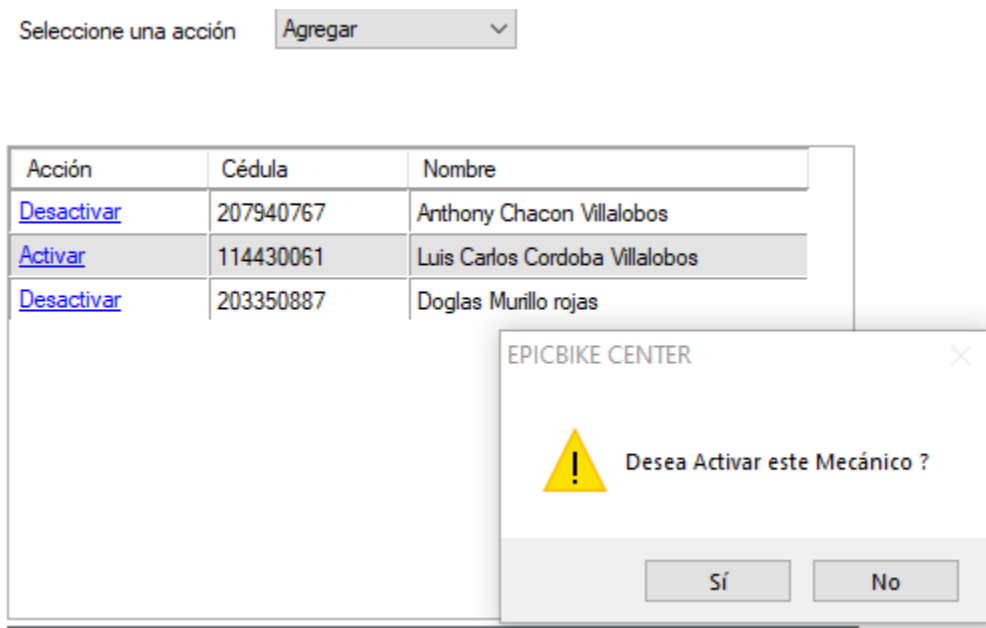 Seleccione una acción Agregar
Acción Cédula Nombre
Desactivar 207940767 Anthony Chacon Villalobos
Activar 114430061 Luis Carlos Cordoba Villalobos
Desactivar 203350887 Doglas Murillo rojas
EPICBIKE CENTER
Desea Activar este Mecánico ?
Sí No